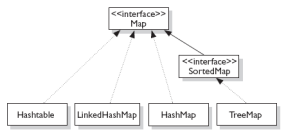 <<interface>>
Map
<<interface>>
SortedMap
Hashtable
LinkedHashMap
HashMap
TreeMap